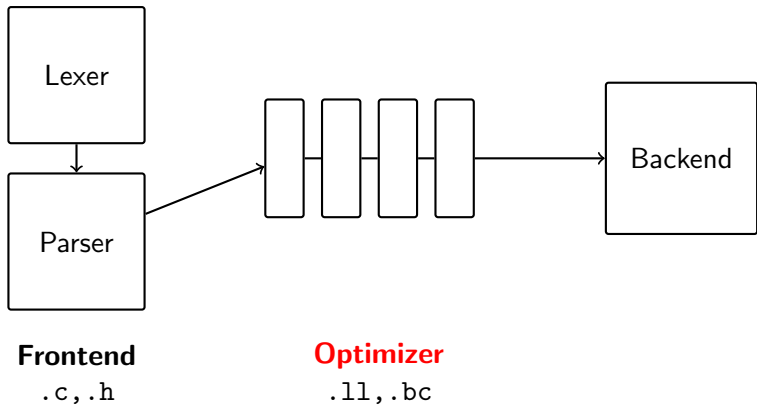 Lexer
Parser
Backend
Frontend
.c,.h
Optimizer
.ll,.bc